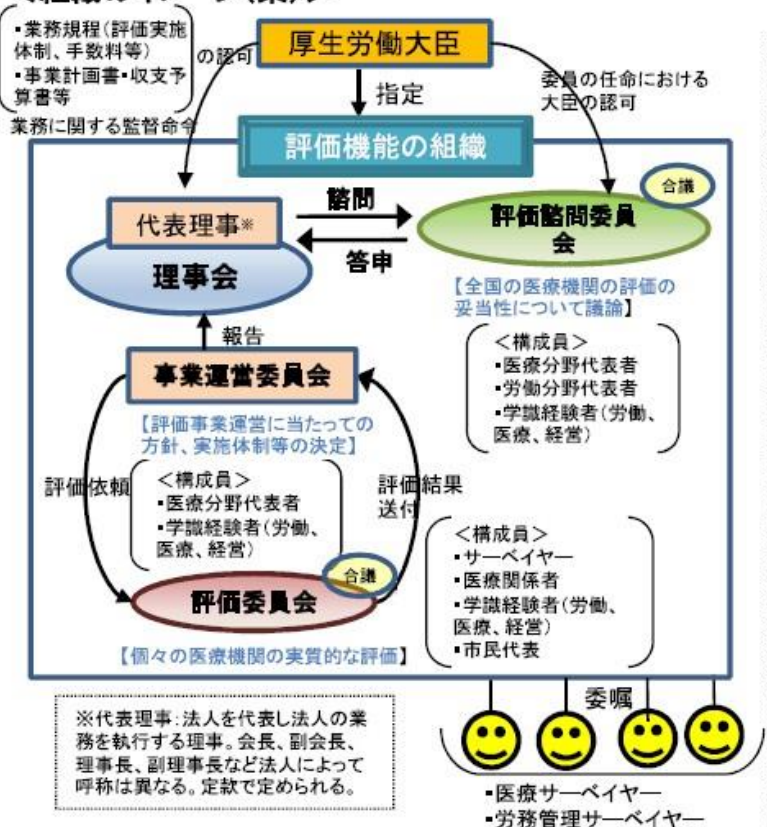 ・業務規程(評価実施
体制、手数料等)
・事業計画書・収支予
算書等
の認可
業務に関する監督命令
厚生労働大臣
指定
委員の任命における
大臣の認可
評価機能の組織
合議
代表理事※
理事会
諮問
答申
評価諮問委員
会
【全国の医療機関の評価の
妥当性について議論】
<構成員>
・医療分野代表者
・労働分野代表者
・学識経験者(労働、
医療、経営)
報告
事業運営委員会
【評価事業運営に当たっての
方針、実施体制等の決定】
評価依頼
<構成員>
・医療分野代表者
・学識経験者(労働、
医療、経営)
評価結果
送付
合議
評価委員会
【個々の医療機関の実質的な評価】
<構成員>
・サーベイヤー
・医療関係者
・学識経験者(労働、
医療、経営)
・市民代表
委嘱
※代表理事:法人を代表し法人の業
務を執行する理事。会長、副会長、
理事長、副理事長など法人によって
呼称は異なる。定款で定められる。
・医療サーベイヤー
・労務管理サーベイヤー